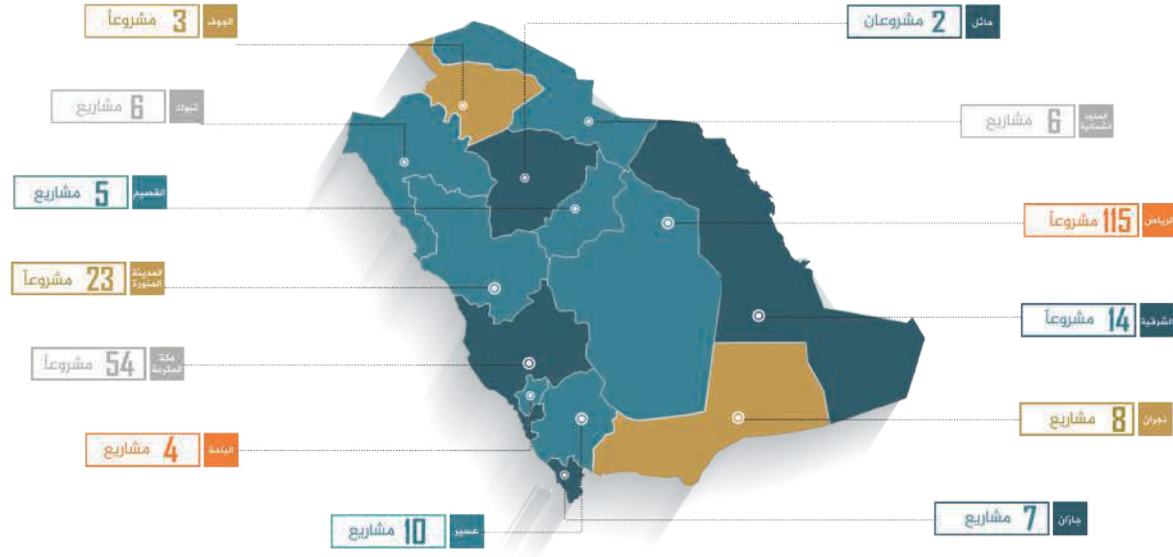 حائل
2 مشروعان
الجوف
3 مشروعاً
الحدود
الشمالية
6 مشاريع
تبوك
6 مشاريع
الرياض
115 مشروعاً
القصيم
5 مشاريع
الشرقية
14 مشروعاً
المدينة
المنورة
23 مشروعاً
نجران
8 مشاريع
مكة
المكرمة
54 مشروعاً
جازان
7 مشاريع
الباحة
4 مشاريع
عسير
10 مشاريع